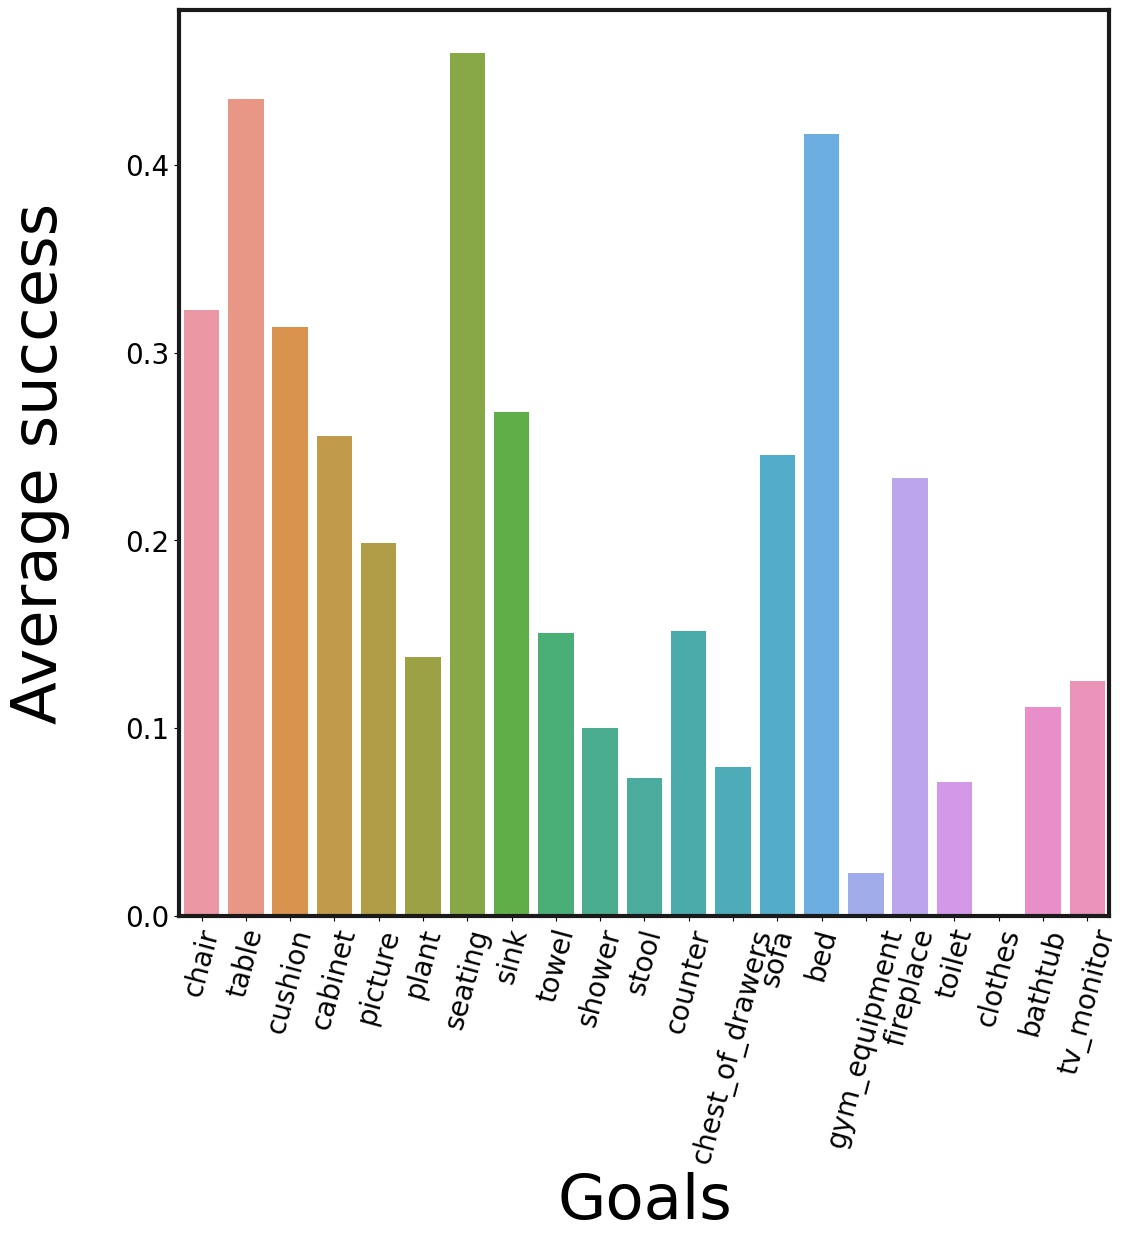 Average success
0.4
0.3
0.2
0.1
0.0
chair
table
cushion
cabinet
picture
plant
seating
sink
towel
shower
stool
counter
chest_of_drawers
sofa
bed
gym_equipment
fireplace
toilet
clothes
bathtub
tv_monitor
Goals